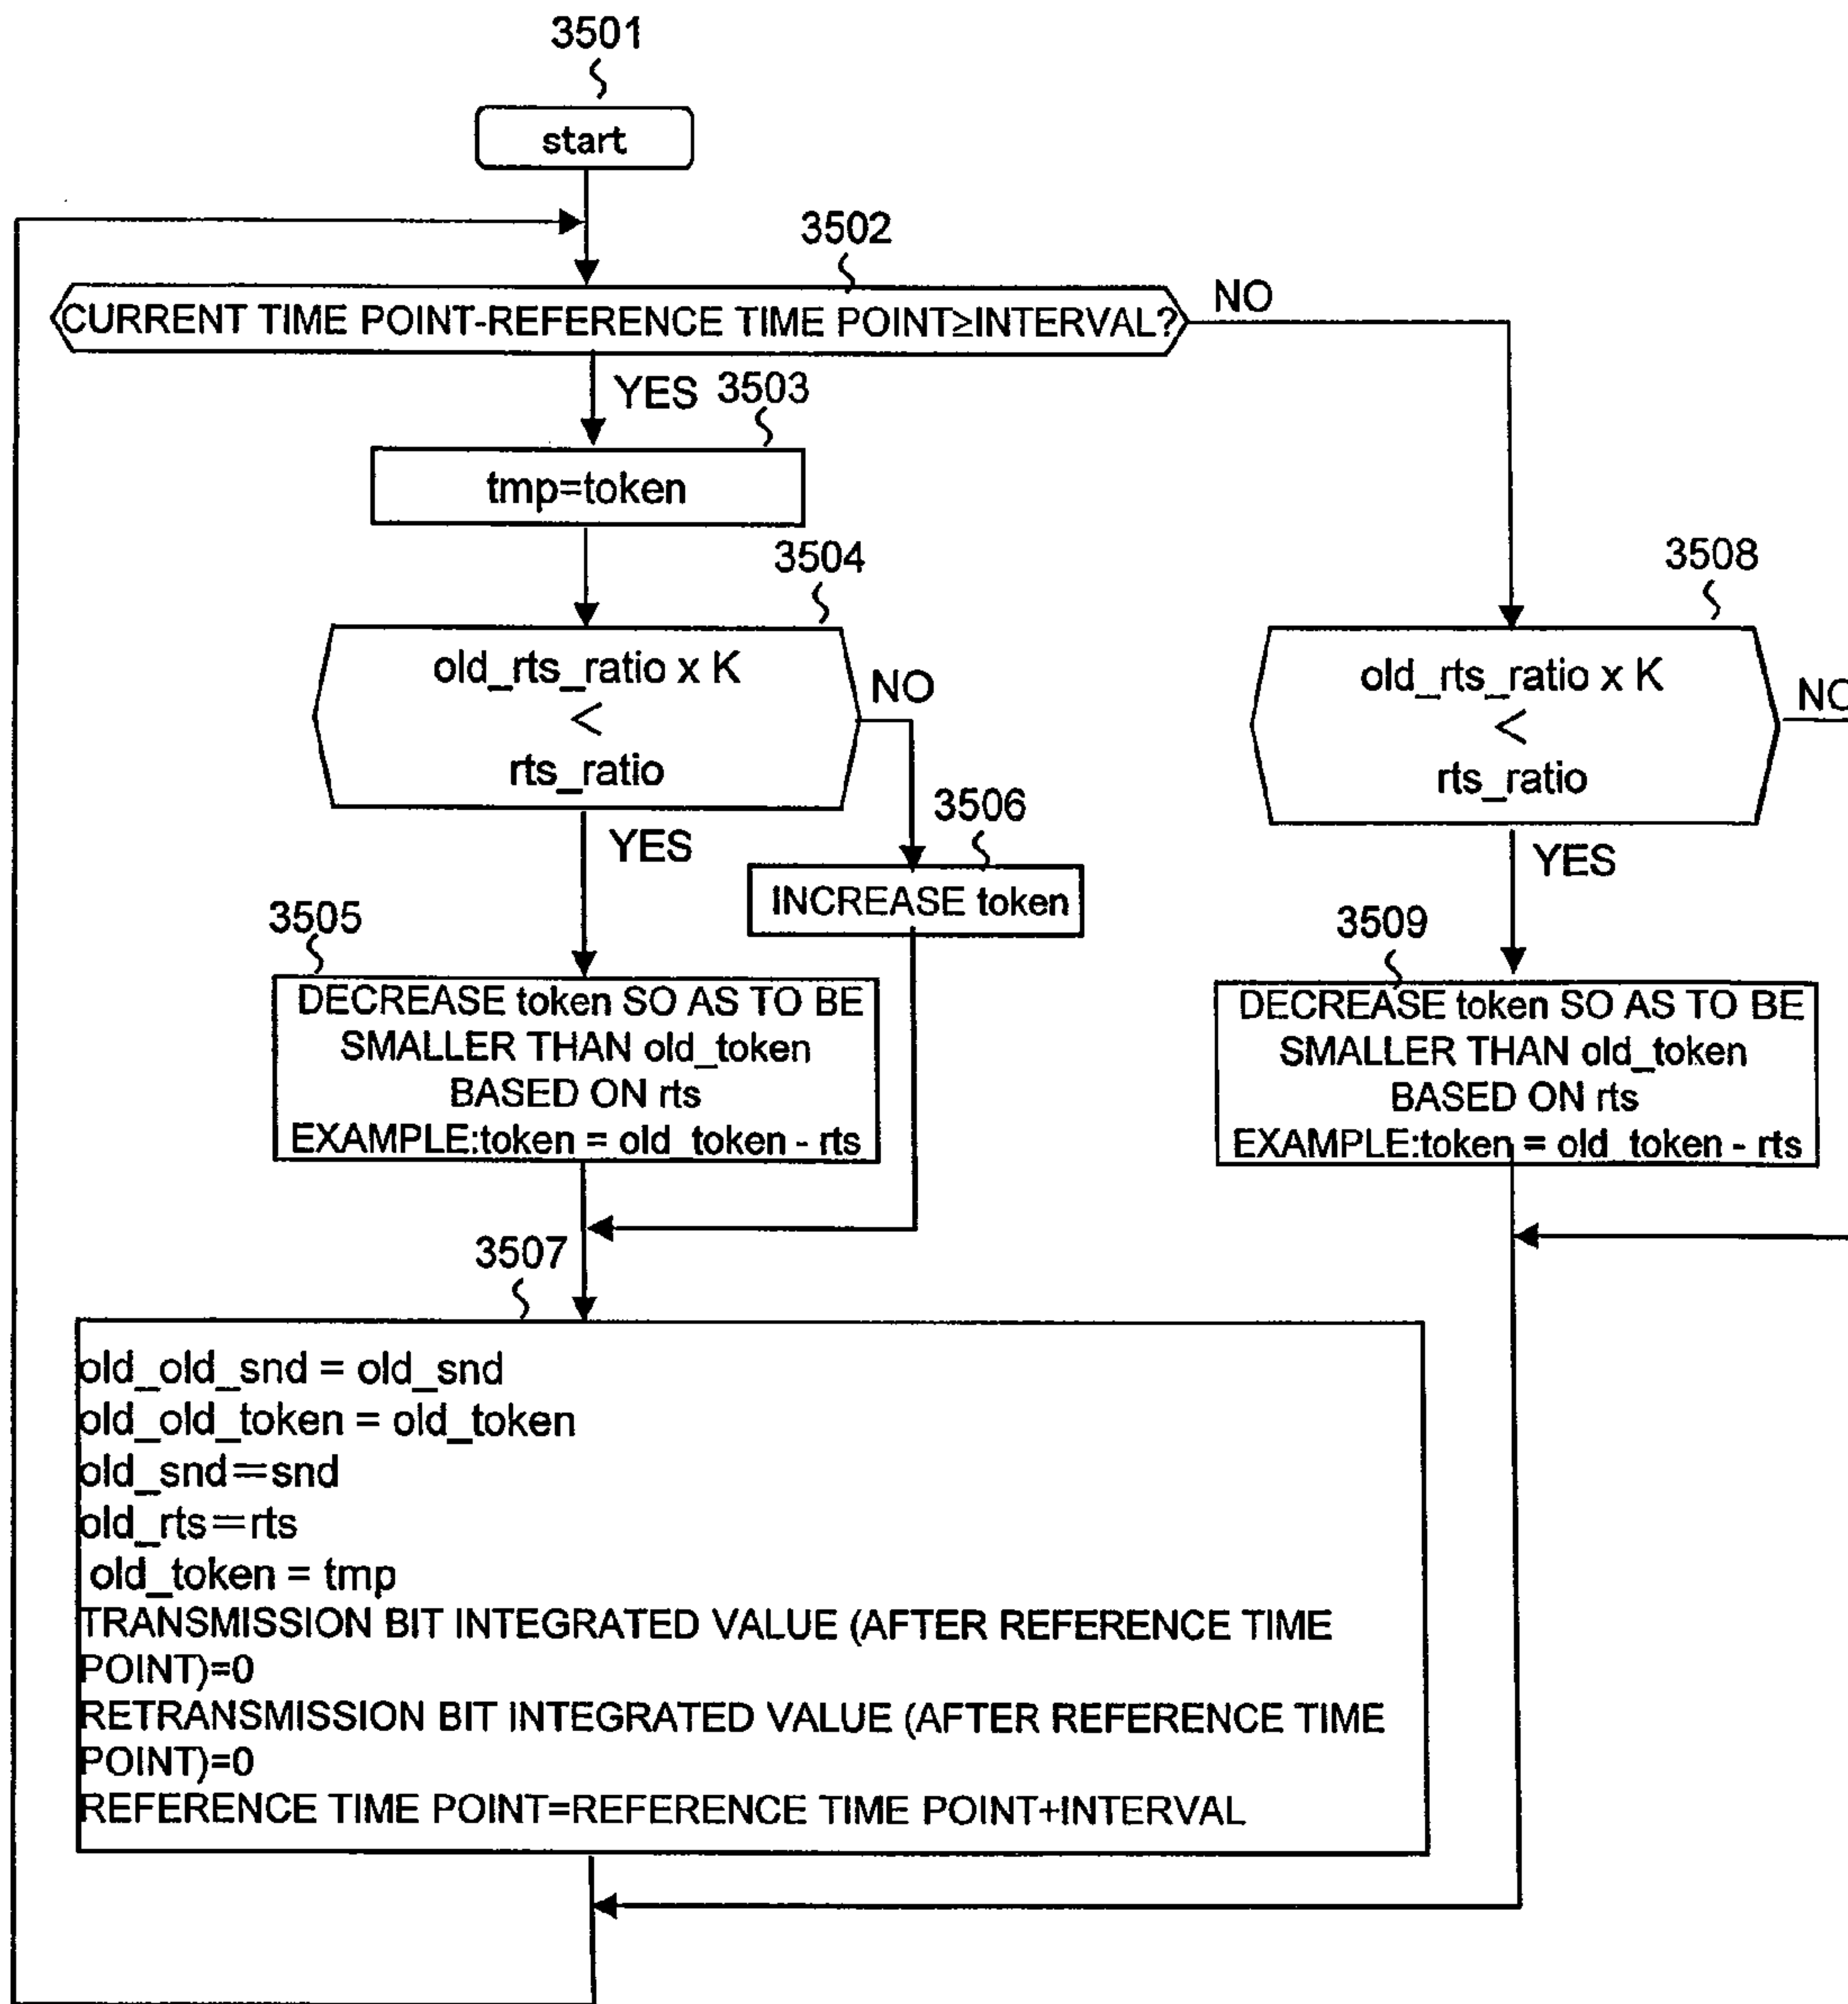 3501
start
3502
CURRENT TIME POINT-REFERENCE TIME POINT≥INTERVAL?
NO
YES
3503
tmp=token
3504
old_rts_ratio x K
<
rts_ratio
NO
YES
3506
INCREASE token
3505
DECREASE token SO AS TO BE
SMALLER THAN old_token
BASED ON rts
EXAMPLE:token = old_token - rts
3507
old_old_snd = old_snd
old_old_token = old_token
old_snd=snd
old_rts=rts
old_token = tmp
TRANSMISSION BIT INTEGRATED VALUE (AFTER REFERENCE TIME
POINT)=0
RETRANSMISSION BIT INTEGRATED VALUE (AFTER REFERENCE TIME
POINT)=0
REFERENCE TIME POINT=REFERENCE TIME POINT+INTERVAL
3508
old_rts_ratio x K
<
rts_ratio
NO
YES
3509
DECREASE token SO AS TO BE
SMALLER THAN old_token
BASED ON rts
EXAMPLE:token = old_token - rts